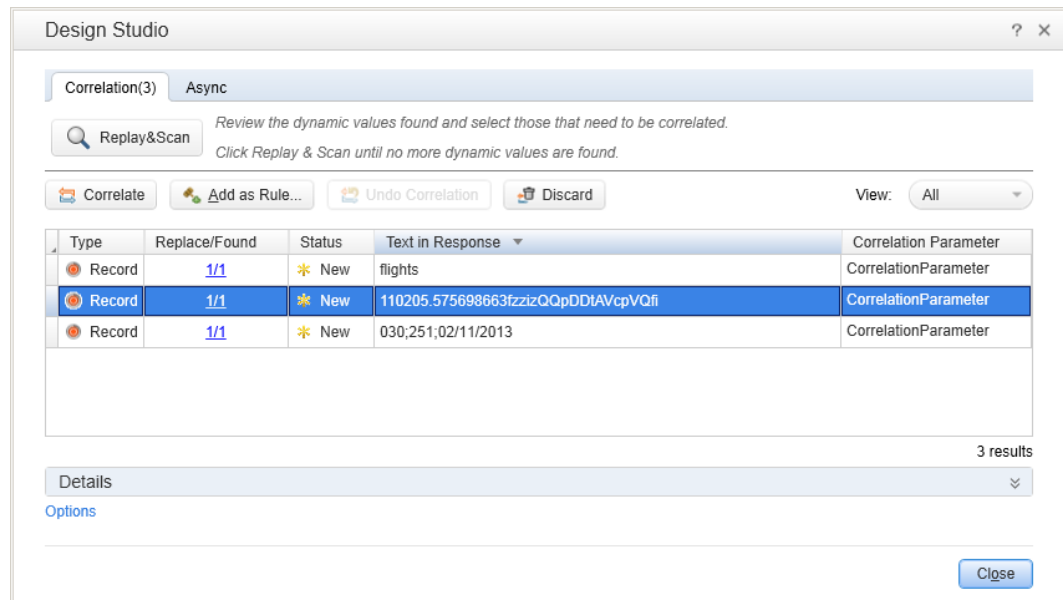 Design Studio
Correlation(3) Async
Replay&Scan
Review the dynamic values found and select those that need to be correlated.
Click Replay & Scan until no more dynamic values are found.
Correlate Add as Rule... Undo Correlation Discard View: All
Type Replace/Found Status Text in Response Correlation Parameter
Record 1/1 New flights CorrelationParameter
Record 1/1 New 110205.575698663fzzizQQpDDtAVcpVQfi CorrelationParameter
Record 1/1 New 030;251;02/11/2013 CorrelationParameter
3 results
Details
Options
Close